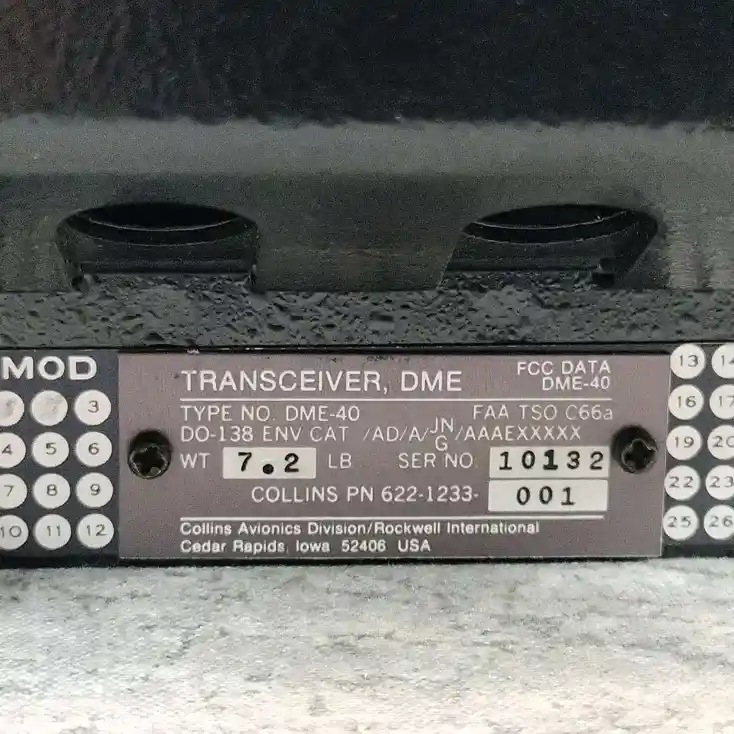 MOD
3
4 5 6
7 8 9
10 11 12
TRANSCEIVER, DME
FCC DATA
DME-40
TYPE NO. DME-40 FAA TSO C66a
DO-138 ENV CAT /AD/A/JN/G/AAAEXXXXX
WT 7.2 LB SER NO. 10132
COLLINS PN 622-1233-001
Collins Avionics Division/Rockwell International
Cedar Rapids, Iowa 52406 USA
13 14
16 17
19 20
22 23
25 26